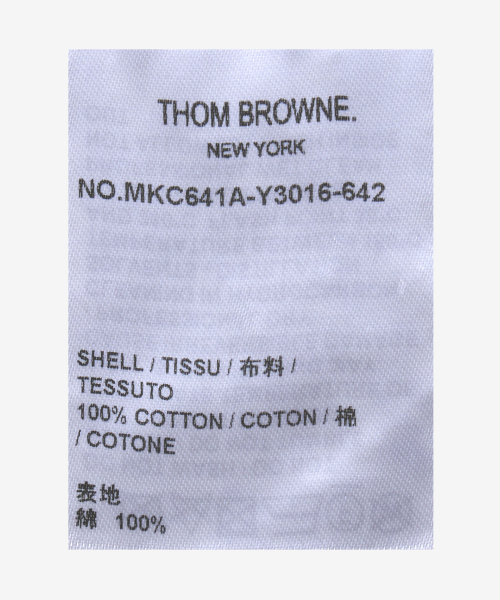 THOM BROWNE.
NEW YORK
NO.MKC641A-Y3016-642
SHELL / TISSU / 布料 /
TESSUTO
100% COTTON / COTON / 棉
/ COTONE
表地
綿 100%